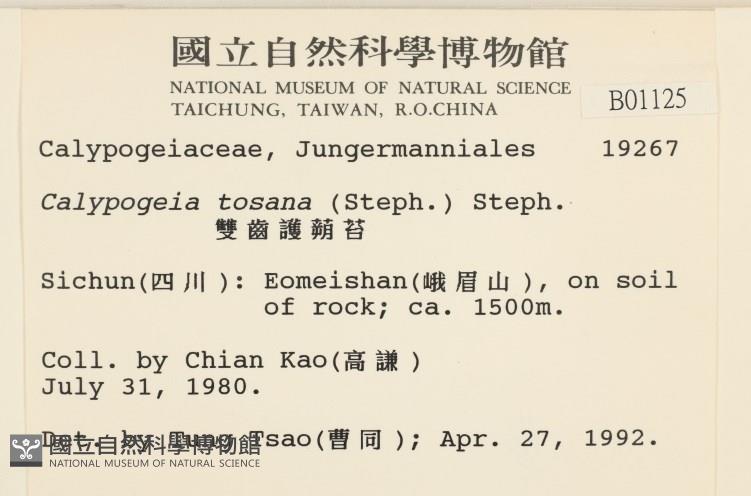 國立自然科學博物館
NATIONAL MUSEUM OF NATURAL SCIENCE
TAICHUNG, TAIWAN, R.O.CHINA
B01125
Calypogeiaceae, Jungermanniales 19267
Calypogeia tosana (Steph.) Steph.
雙齒護蒴苔
Sichun(四川): Eomeishan(峨眉山), on soil
of rock; ca. 1500m.
Coll. by Chian Kao(高謙)
July 31, 1980.
Det. by Tung Tsao(曹同); Apr. 27, 1992.
國立自然科學博物館
NATIONAL MUSEUM OF NATURAL SCIENCE